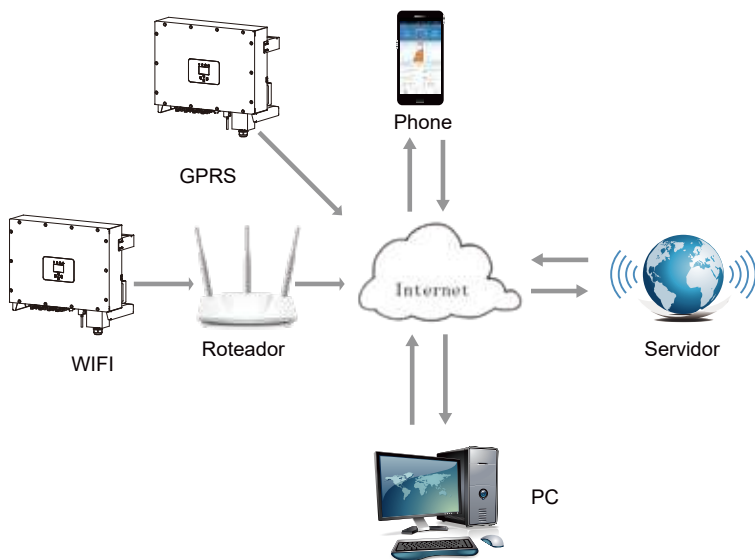 Phone
GPRS
Internet
WIFI
Roteador
Servidor
PC